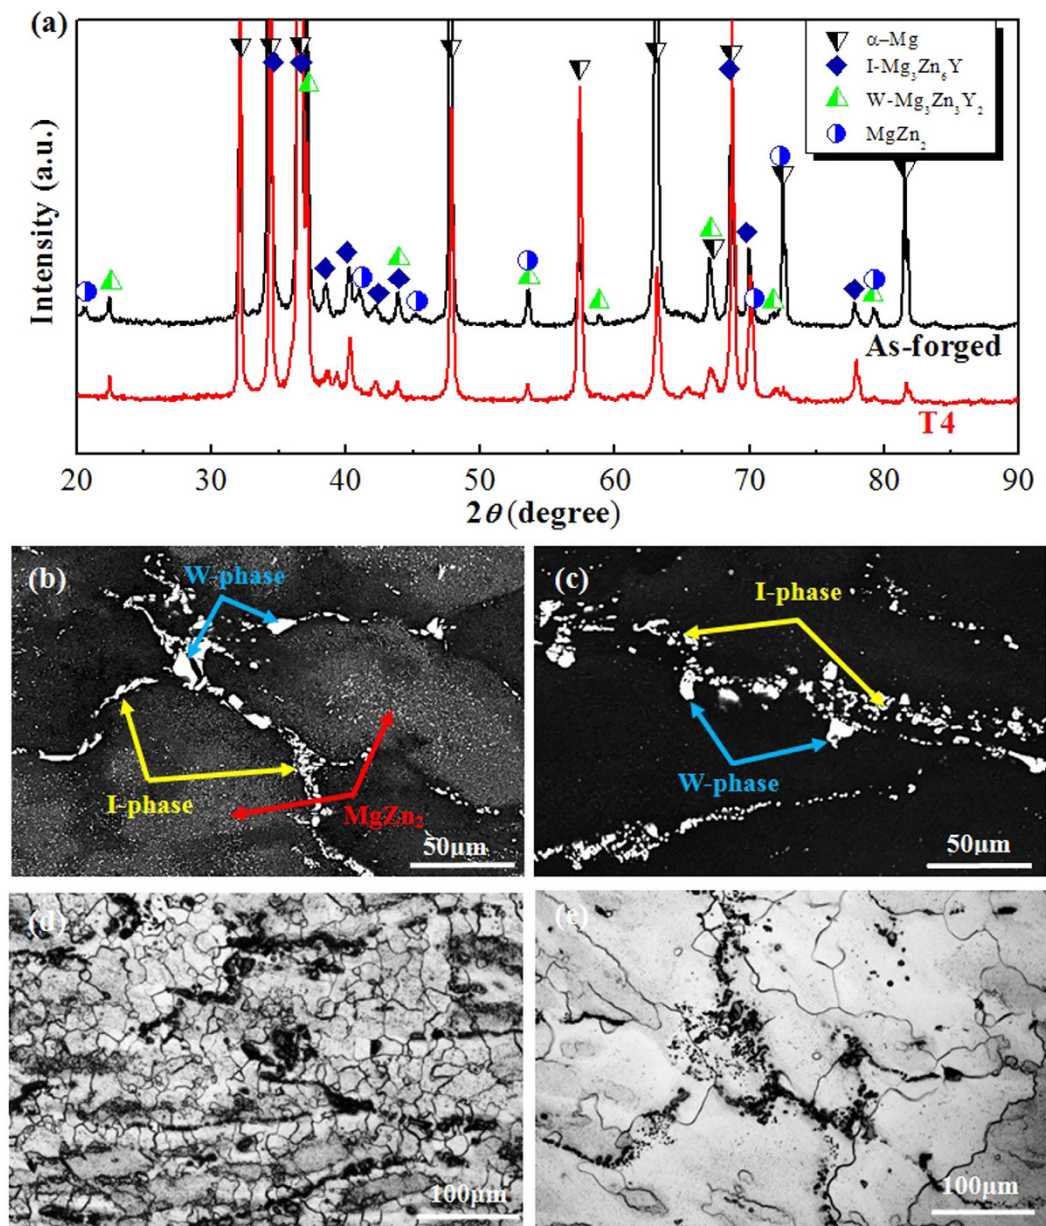 (a)
α–Mg
I-Mg₃Zn₆Y
W-Mg₃Zn₃Y₂
MgZn₂
Intensity (a.u.)
As-forged
T4
20 30 40 50 60 70 80 90
2θ (degree)
(b)
W-phase
I-phase
MgZn₂
50μm
(c)
I-phase
W-phase
50μm
(d)
100μm
(e)
100μm